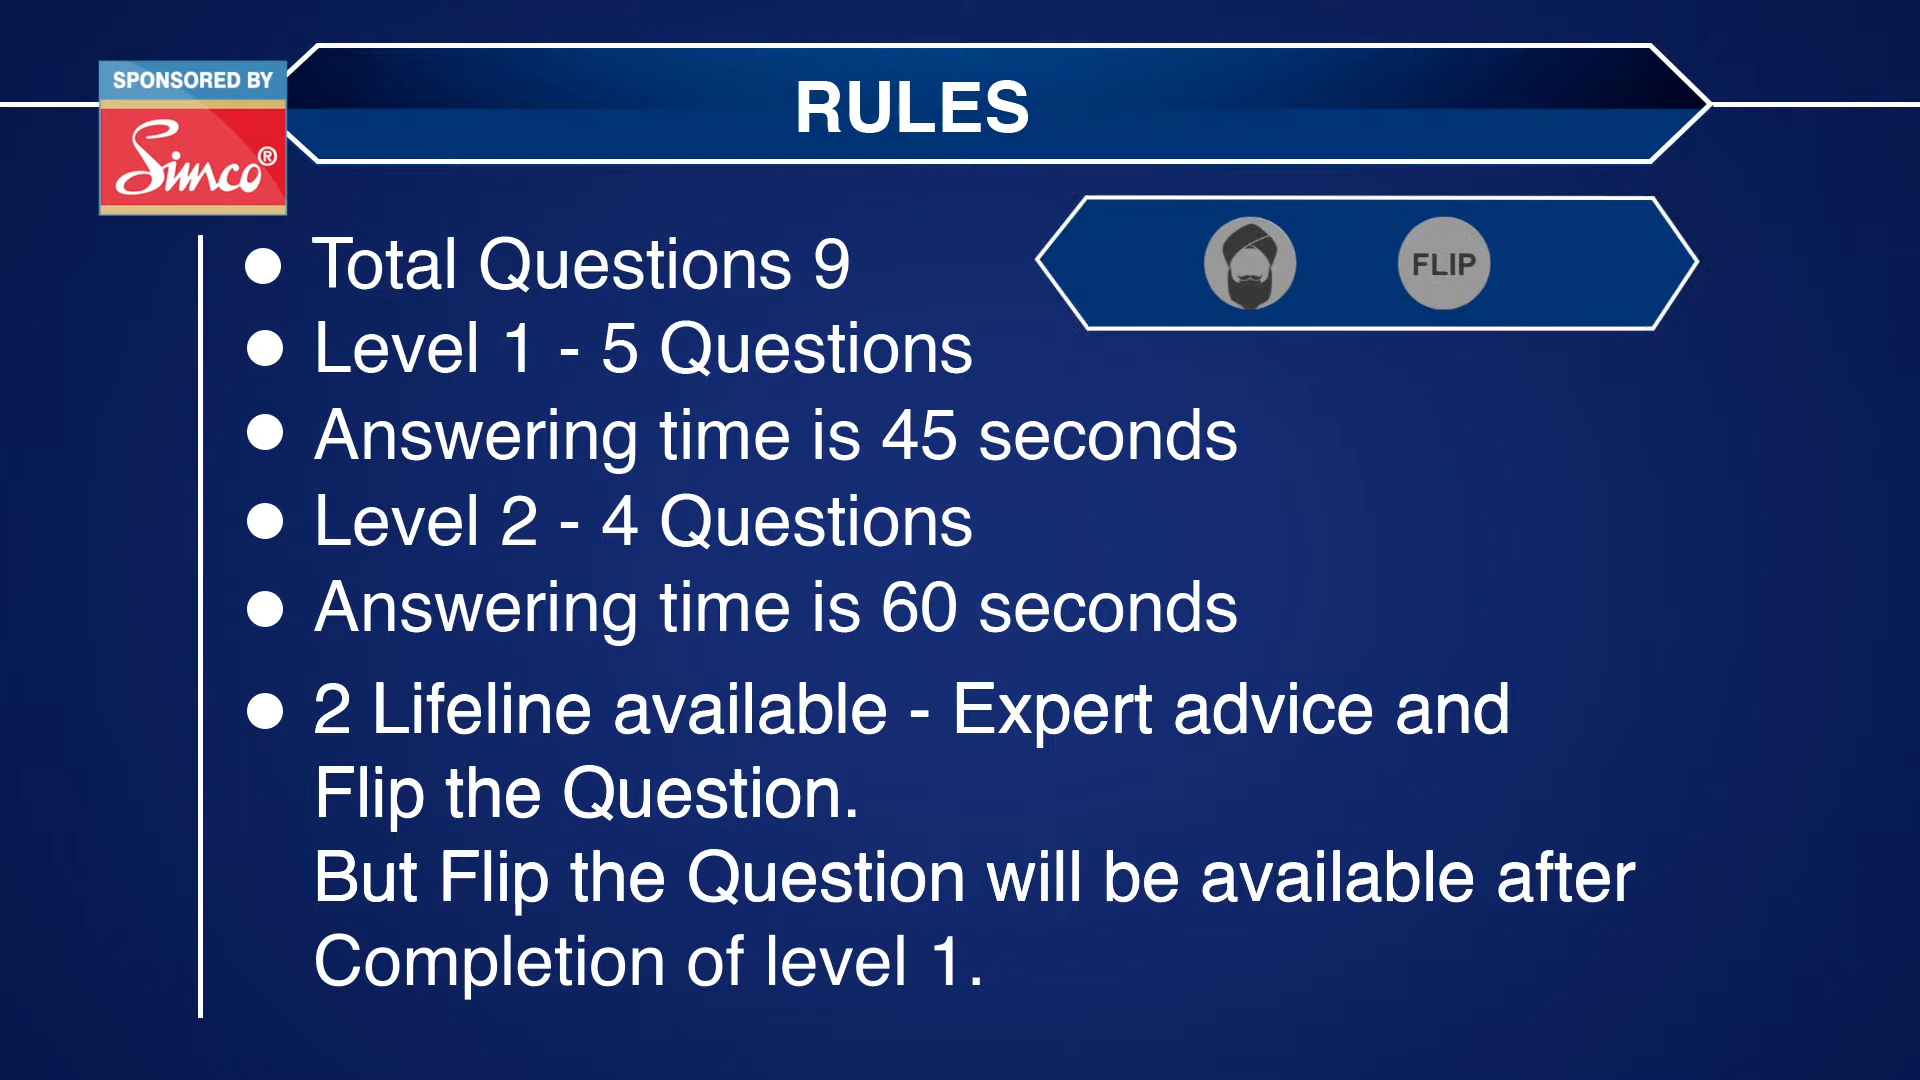 SPONSORED BY
Simco®
RULES
FLIP
Total Questions 9
Level 1 - 5 Questions
Answering time is 45 seconds
Level 2 - 4 Questions
Answering time is 60 seconds
2 Lifeline available - Expert advice and
Flip the Question.
But Flip the Question will be available after
Completion of level 1.